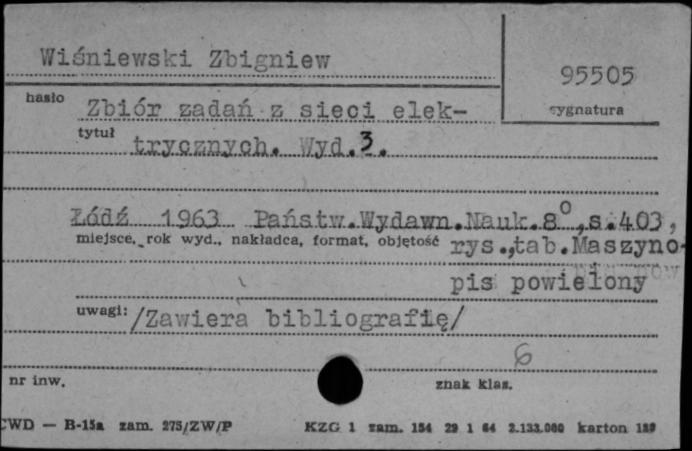 Wiśniewski Zbigniew
95505
hasło
sygnatura
Zbiór zadań z sieci elek-
tytuł
trycznych. Wyd.3.
Łódź 1963 Państw.Wydawn.Nauk.8°,s.403,
miejsce, rok wyd., nakładca, format, objętość
rys.,tab.Maszyno-
pis powielony
uwagi: /Zawiera bibliografię/
6
nr inw.
znak klas.
CWD — B-15a zam. 275/ZW/P
KZG 1 zam. 154 29 1 64 2.133.000 karton